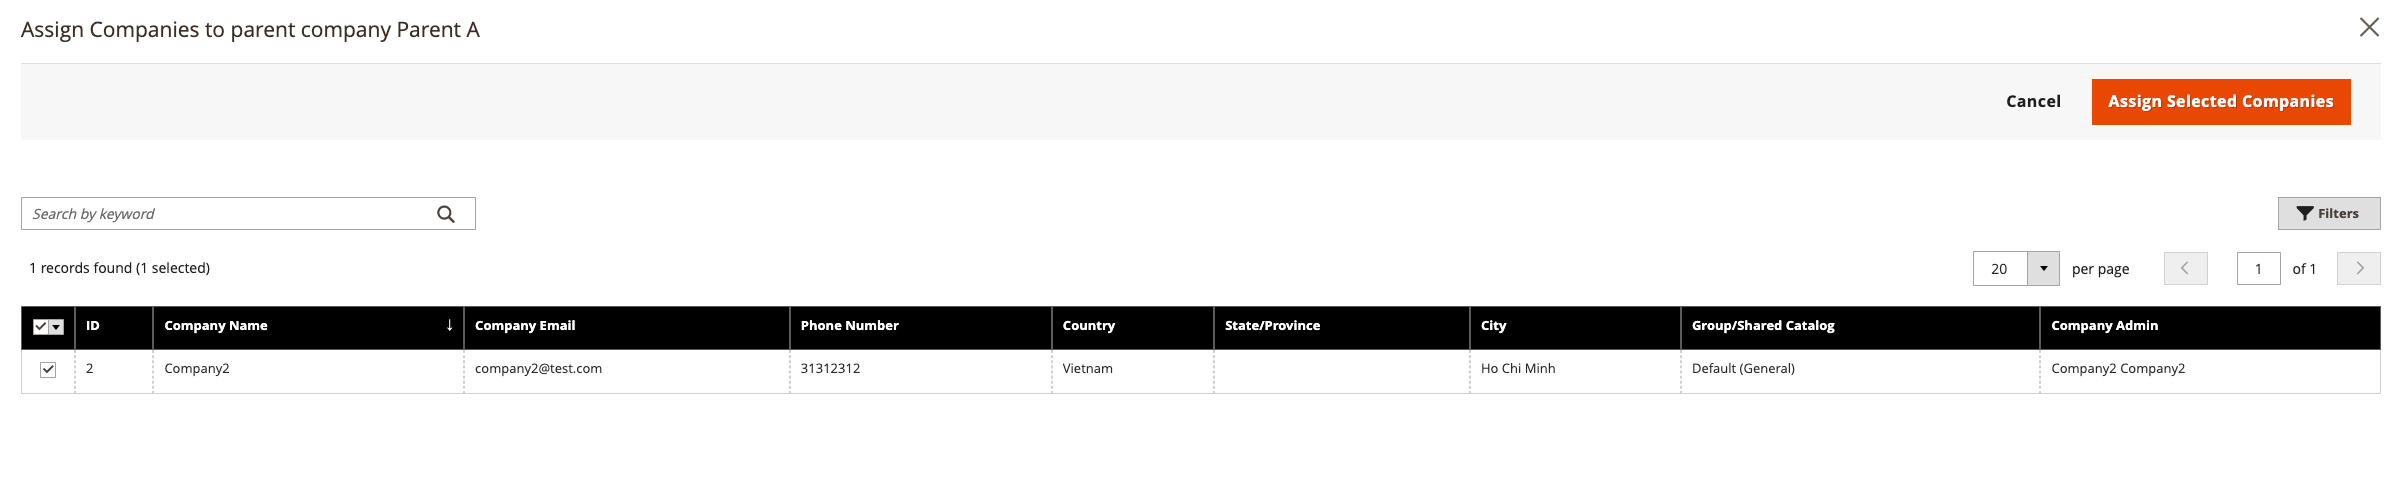 Assign Companies to parent company Parent A
Cancel Assign Selected Companies
Search by keyword Filters
1 records found (1 selected) 20 per page 1 of 1
ID Company Name ↓ Company Email Phone Number Country State/Province City Group/Shared Catalog Company Admin
2 Company2 company2@test.com 31312312 Vietnam Ho Chi Minh Default (General) Company2 Company2